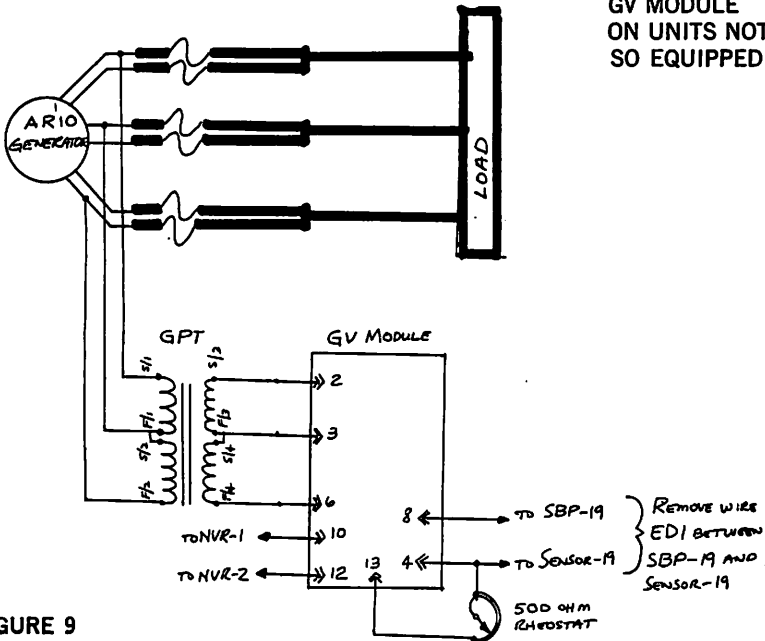 GV MODULE
ON UNITS NOT
SO EQUIPPED
AR10
GENERATOR
LOAD
GPT
GV MODULE
S/1
F/1
S/2
F/2
S/3
F/3
S/4
F/4
2
3
6
TO NVR-1
10
TO NVR-2
12
13
8
TO SBP-19
4
TO SENSOR-19
REMOVE WIRE
EDI BETWEEN
SBP-19 AND
SENSOR-19
500 OHM
RHEOSTAT
GURE 9